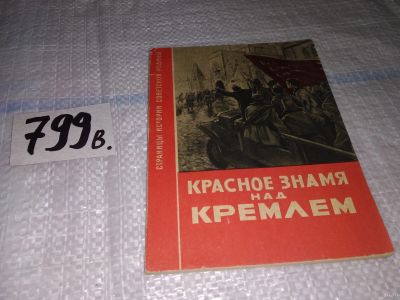 799в.
СТРАНИЦЫ ИСТОРИИ СОВЕТСКОЙ РОДИНЫ
КРАСНОЕ ЗНАМЯ
НАД
КРЕМЛЕМ